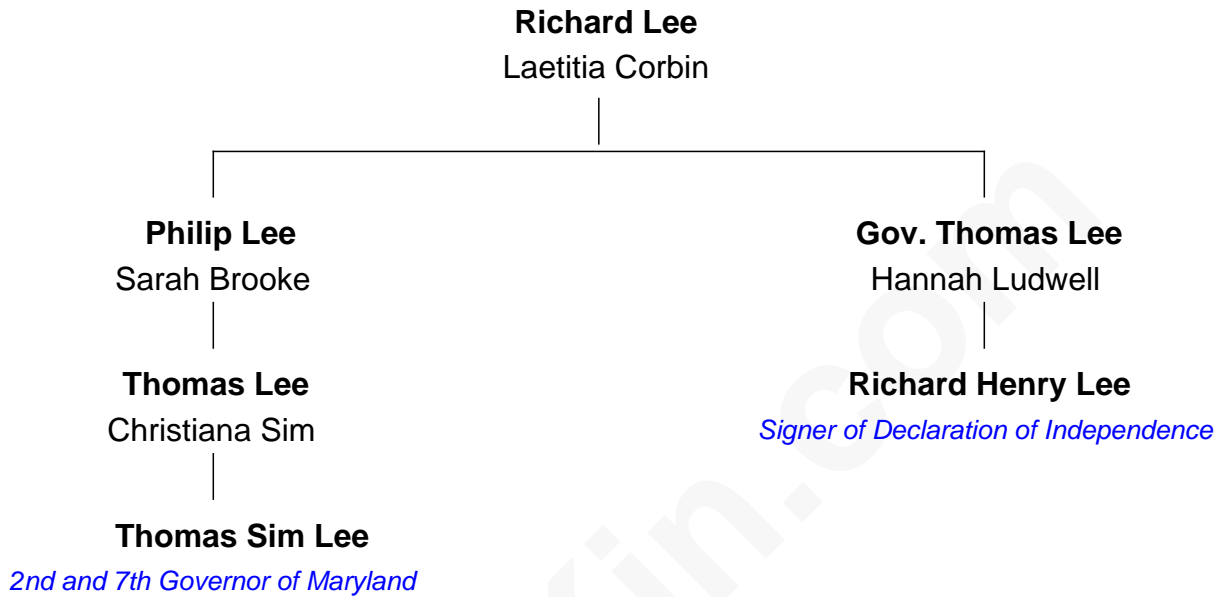 Richard Lee
Laetitia Corbin
Philip Lee
Sarah Brooke
Gov. Thomas Lee
Hannah Ludwell
Thomas Lee
Christiana Sim
Richard Henry Lee
Signer of Declaration of Independence
Thomas Sim Lee
2nd and 7th Governor of Maryland